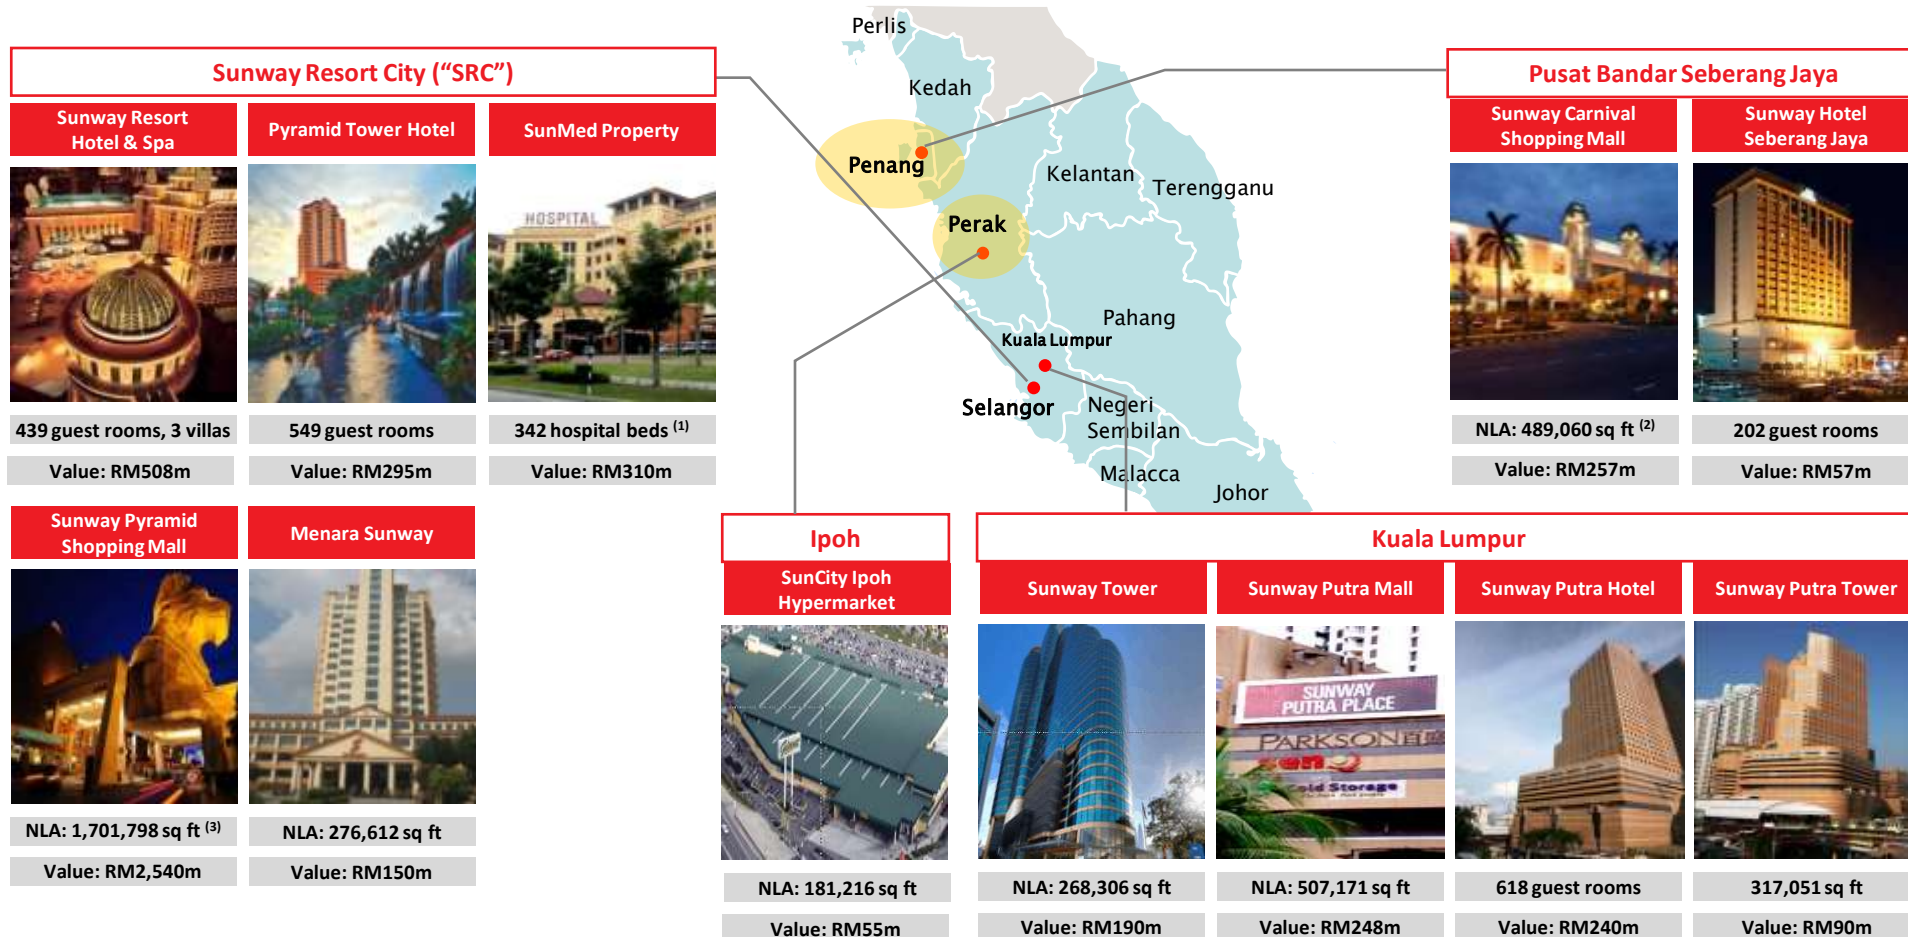 Sunway Resort City (“SRC”)
Sunway Resort
Hotel & Spa
439 guest rooms, 3 villas
Value: RM508m
Pyramid Tower Hotel
549 guest rooms
Value: RM295m
SunMed Property
HOSPITAL
342 hospital beds (1)
Value: RM310m
Sunway Pyramid
Shopping Mall
NLA: 1,701,798 sq ft (3)
Value: RM2,540m
Menara Sunway
NLA: 276,612 sq ft
Value: RM150m
Perlis
Kedah
Penang
Perak
Kelantan
Terengganu
Pahang
Kuala Lumpur
Selangor
Negeri
Sembilan
Malacca
Johor
Pusat Bandar Seberang Jaya
Sunway Carnival
Shopping Mall
NLA: 489,060 sq ft (2)
Value: RM257m
Sunway Hotel
Seberang Jaya
202 guest rooms
Value: RM57m
Ipoh
SunCity Ipoh
Hypermarket
NLA: 181,216 sq ft
Value: RM55m
Kuala Lumpur
Sunway Tower
NLA: 268,306 sq ft
Value: RM190m
Sunway Putra Mall
SUNWAY
PUTRA PLACE
PARKSON
Cold Storage
NLA: 507,171 sq ft
Value: RM248m
Sunway Putra Hotel
618 guest rooms
Value: RM240m
Sunway Putra Tower
317,051 sq ft
Value: RM90m